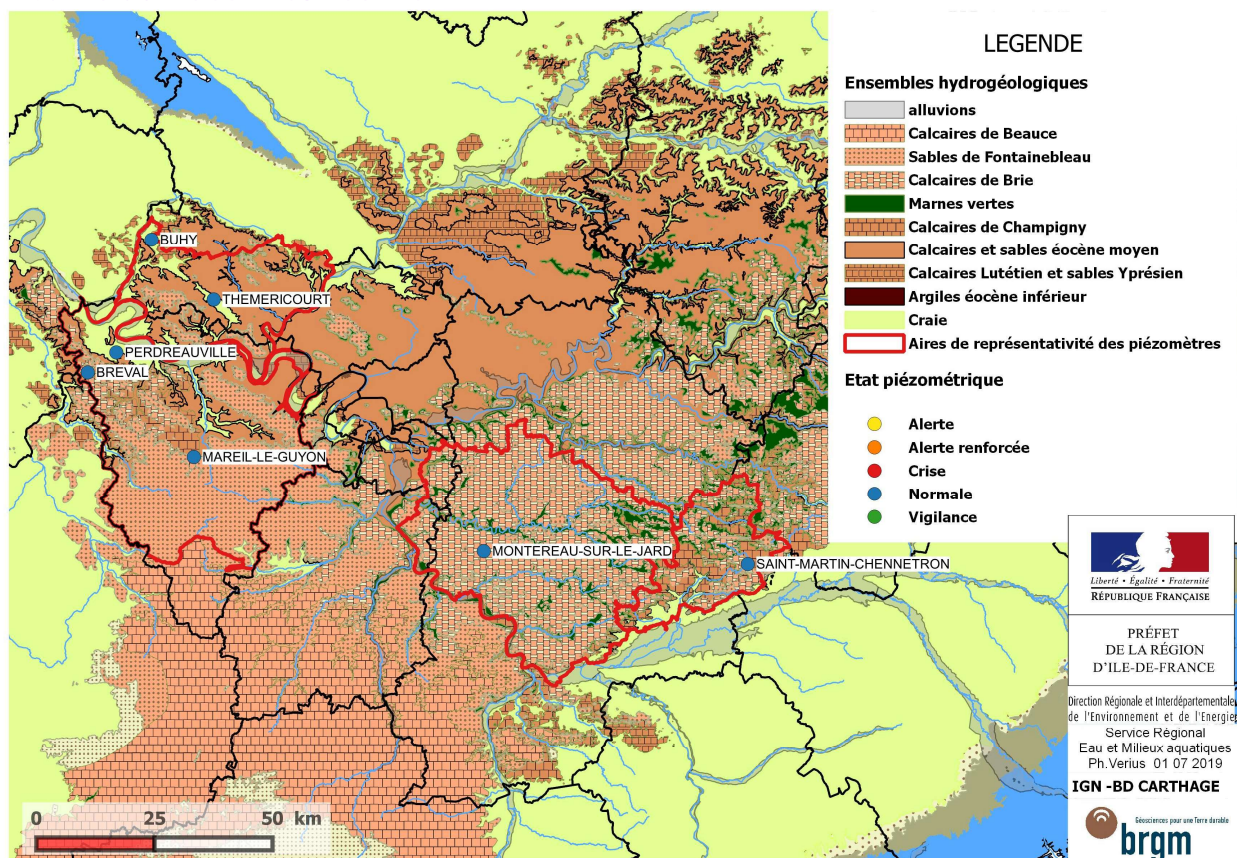 LEGENDE
Ensembles hydrogéologiques
alluvions
Calcaires de Beauce
Sables de Fontainebleau
Calcaires de Brie
Marnes vertes
Calcaires de Champigny
Calcaires et sables éocène moyen
Calcaires Lutétien et sables Yprésien
Argiles éocène inférieur
Craie
Aires de représentativité des piézomètres
Etat piézométrique
Alerte
Alerte renforcée
Crise
Normale
Vigilance
BUHY
THEMERICOURT
PERDREAUVILLE
BREVAL
MAREIL-LE-GUYON
MONTEREAU-SUR-LE-JARD
SAINT-MARTIN-CHENNETRON
0 25 50 km
Liberté • Égalité • Fraternité
RÉPUBLIQUE FRANÇAISE
PRÉFET
DE LA RÉGION
D'ILE-DE-FRANCE
Direction Régionale et Interdépartementale
de l'Environnement et de l'Energie
Service Régional
Eau et Milieux aquatiques
Ph.Verius 01 07 2019
IGN -BD CARTHAGE
Géosciences pour une Terre durable
brgm